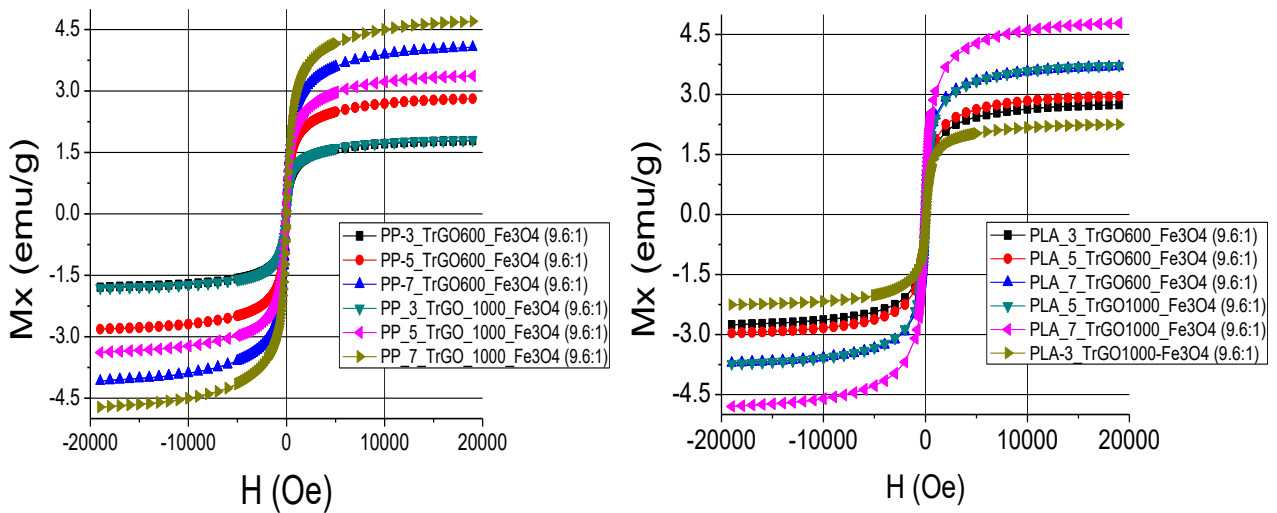 4.5
3.0
1.5
0.0
-1.5
-3.0
-4.5
Mx (emu/g)
-20000 -10000 0 10000 20000
H (Oe)
PP-3_TrGO600_Fe3O4 (9.6:1)
PP-5_TrGO600_Fe3O4 (9.6:1)
PP-7_TrGO600_Fe3O4 (9.6:1)
PP_3_TrGO_1000_Fe3O4 (9.6:1)
PP_5_TrGO_1000_Fe3O4 (9.6:1)
PP_7_TrGO_1000_Fe3O4 (9.6:1)
4.5
3.0
1.5
0.0
-1.5
-3.0
-4.5
Mx (emu/g)
-20000 -10000 0 10000 20000
H (Oe)
PLA_3_TrGO600_Fe3O4 (9.6:1)
PLA_5_TrGO600_Fe3O4 (9.6:1)
PLA_7_TrGO600_Fe3O4 (9.6:1)
PLA_5_TrGO1000_Fe3O4 (9.6:1)
PLA_7_TrGO1000_Fe3O4 (9.6:1)
PLA-3_TrGO1000-Fe3O4 (9.6:1)